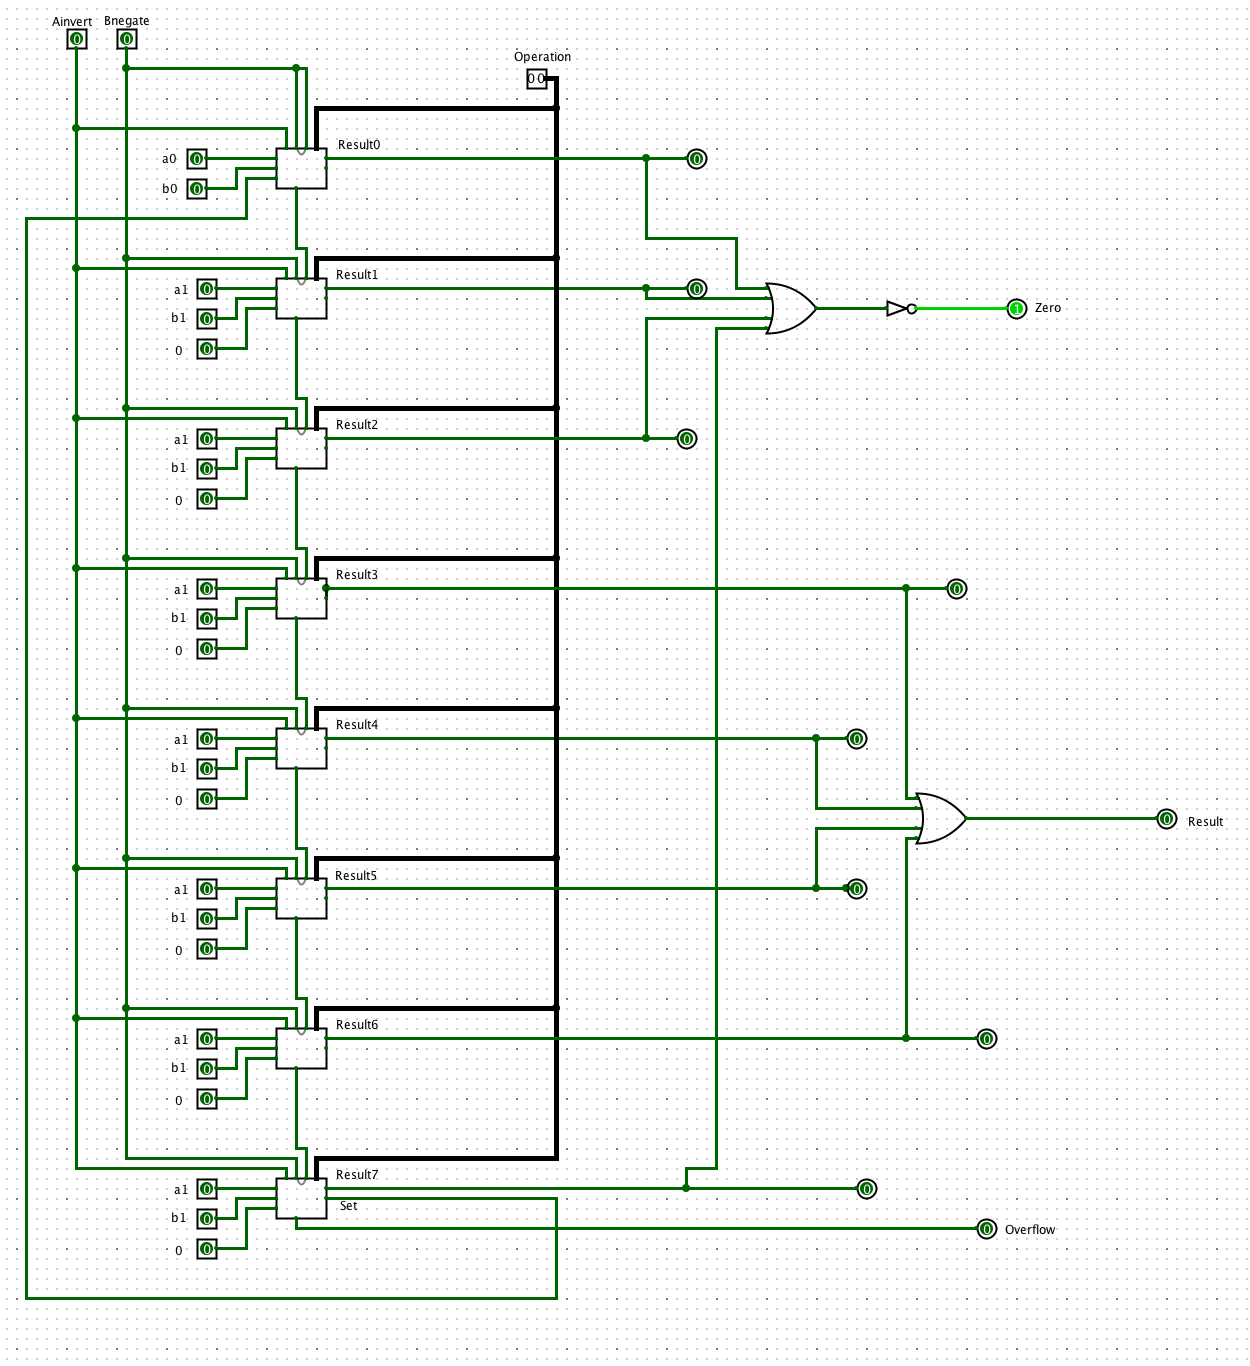 Ainvert Bnegate
0 0
Operation
00
Result0
a0 0 0
b0 0
Result1
a1 0 0
b1 0
0 0
1 Zero
Result2
a1 0 0
b1 0
0 0
Result3
a1 0 0
b1 0
0 0
Result4
a1 0 0
b1 0
0 0
0 Result
Result5
a1 0 0
b1 0
0 0
Result6
a1 0 0
b1 0
0 0
Result7
a1 0 0
Set
b1 0
0 Overflow
0 0